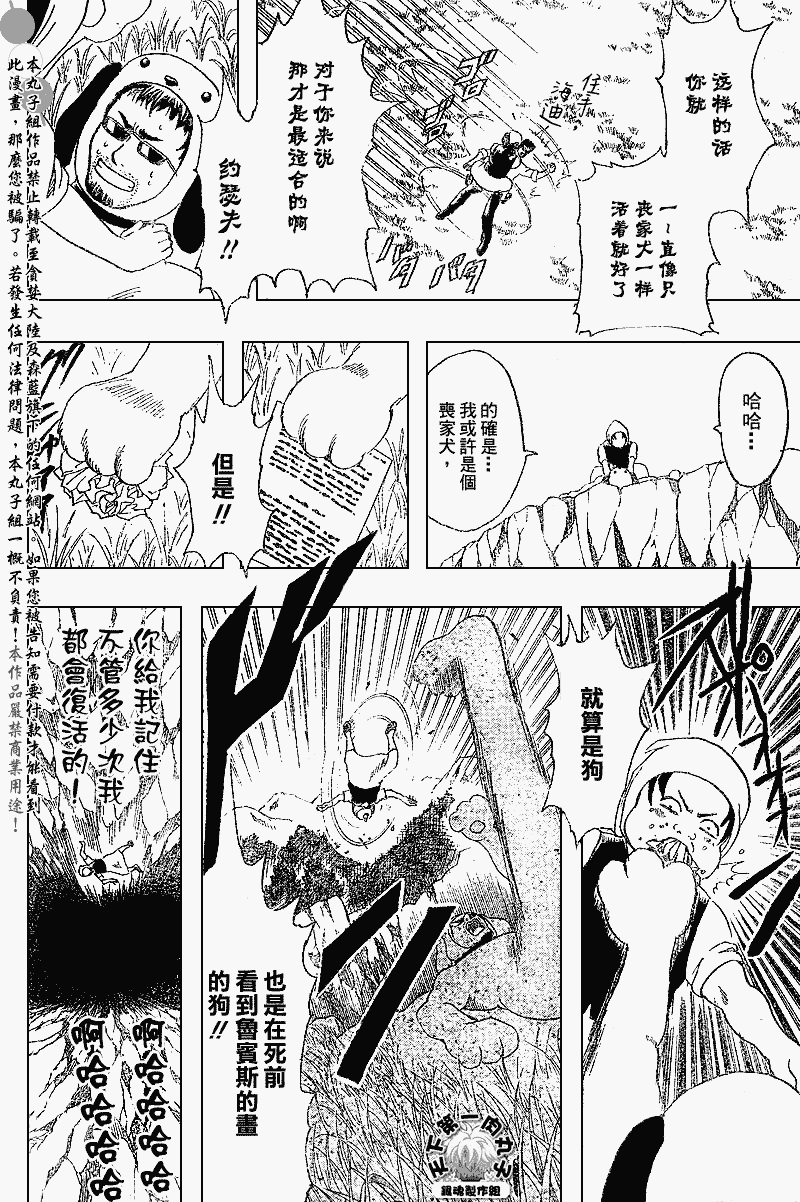 这样的话
你就
住手
海迪
一~直像只
丧家犬一样
活着就好了
对于你来说
那才是最适合的啊
约瑟夫!!
哈哈…
的確是…
我或許是個
喪家犬，
但是!!
就算是狗
也是在死前
看到魯賓斯的畫
的狗!!
你給我記住
不管多少次我
都會復活的！
哈哈哈哈
哈哈哈哈
本丸子組作品禁止轉載至貪婪大陸及森藍旗下的任何網站。如果您被告知需要付款才能看到
此漫畫，那麼您被騙了。若發生任何法律問題，本丸子組一概不負責！本作品嚴禁商業用途！
天下第一肉丸子
銀魂製作組